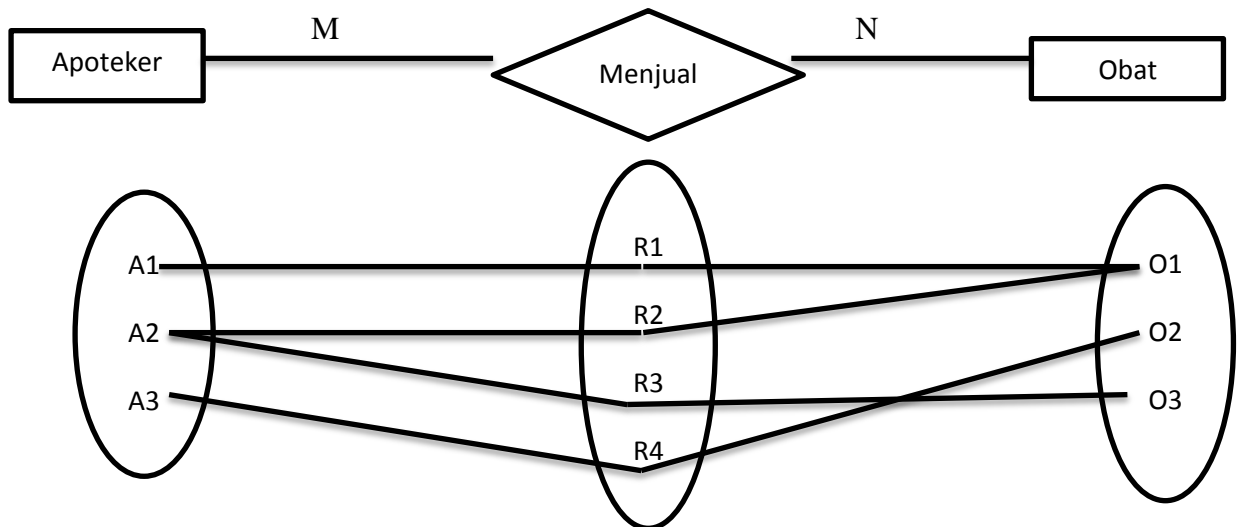 M N
Apoteker Menjual Obat
R1
A1 O1
R2
A2 O2
R3
A3 O3
R4